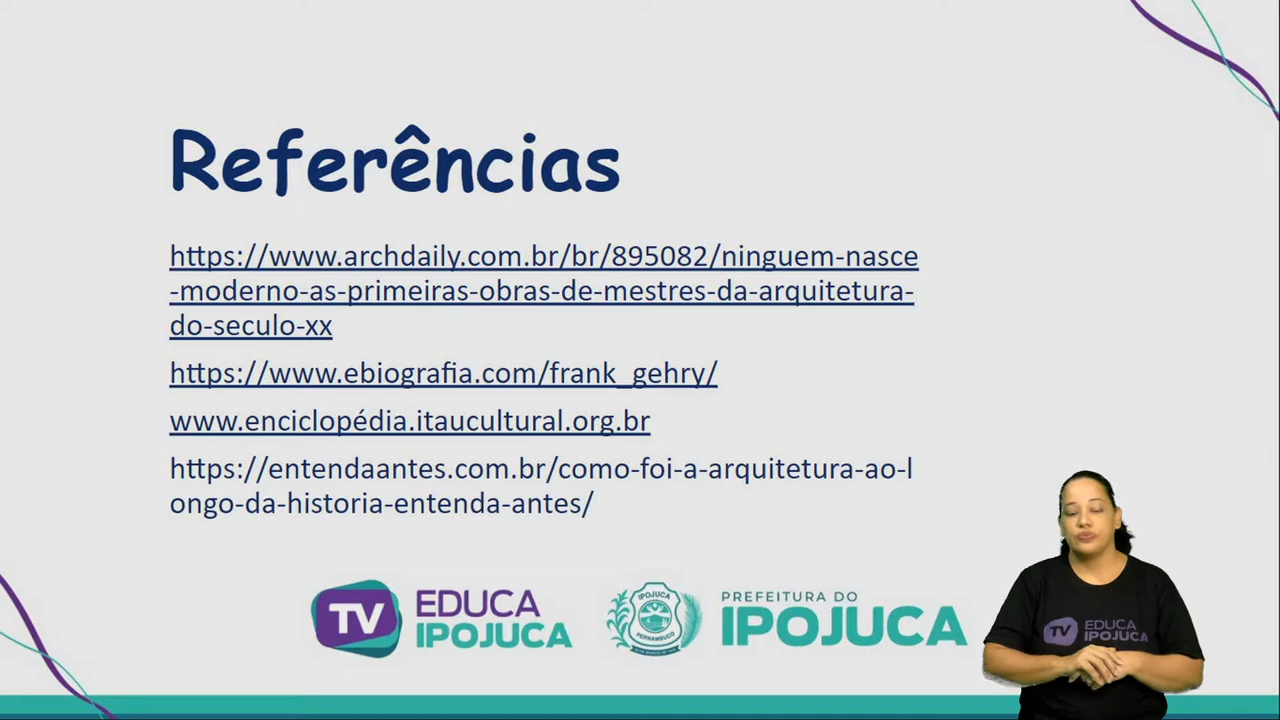 Referências
https://www.archdaily.com.br/br/895082/ninguem-nasce
-moderno-as-primeiras-obras-de-mestres-da-arquitetura-
do-seculo-xx
https://www.ebiografia.com/frank_gehry/
www.enciclopédia.itaucultural.org.br
https://entendaantes.com.br/como-foi-a-arquitetura-ao-l
ongo-da-historia-entenda-antes/
TV EDUCA
IPOJUCA
IPOJUCA
PERNAMBUCO
PREFEITURA DO
IPOJUCA
TV EDUCA
IPOJUCA